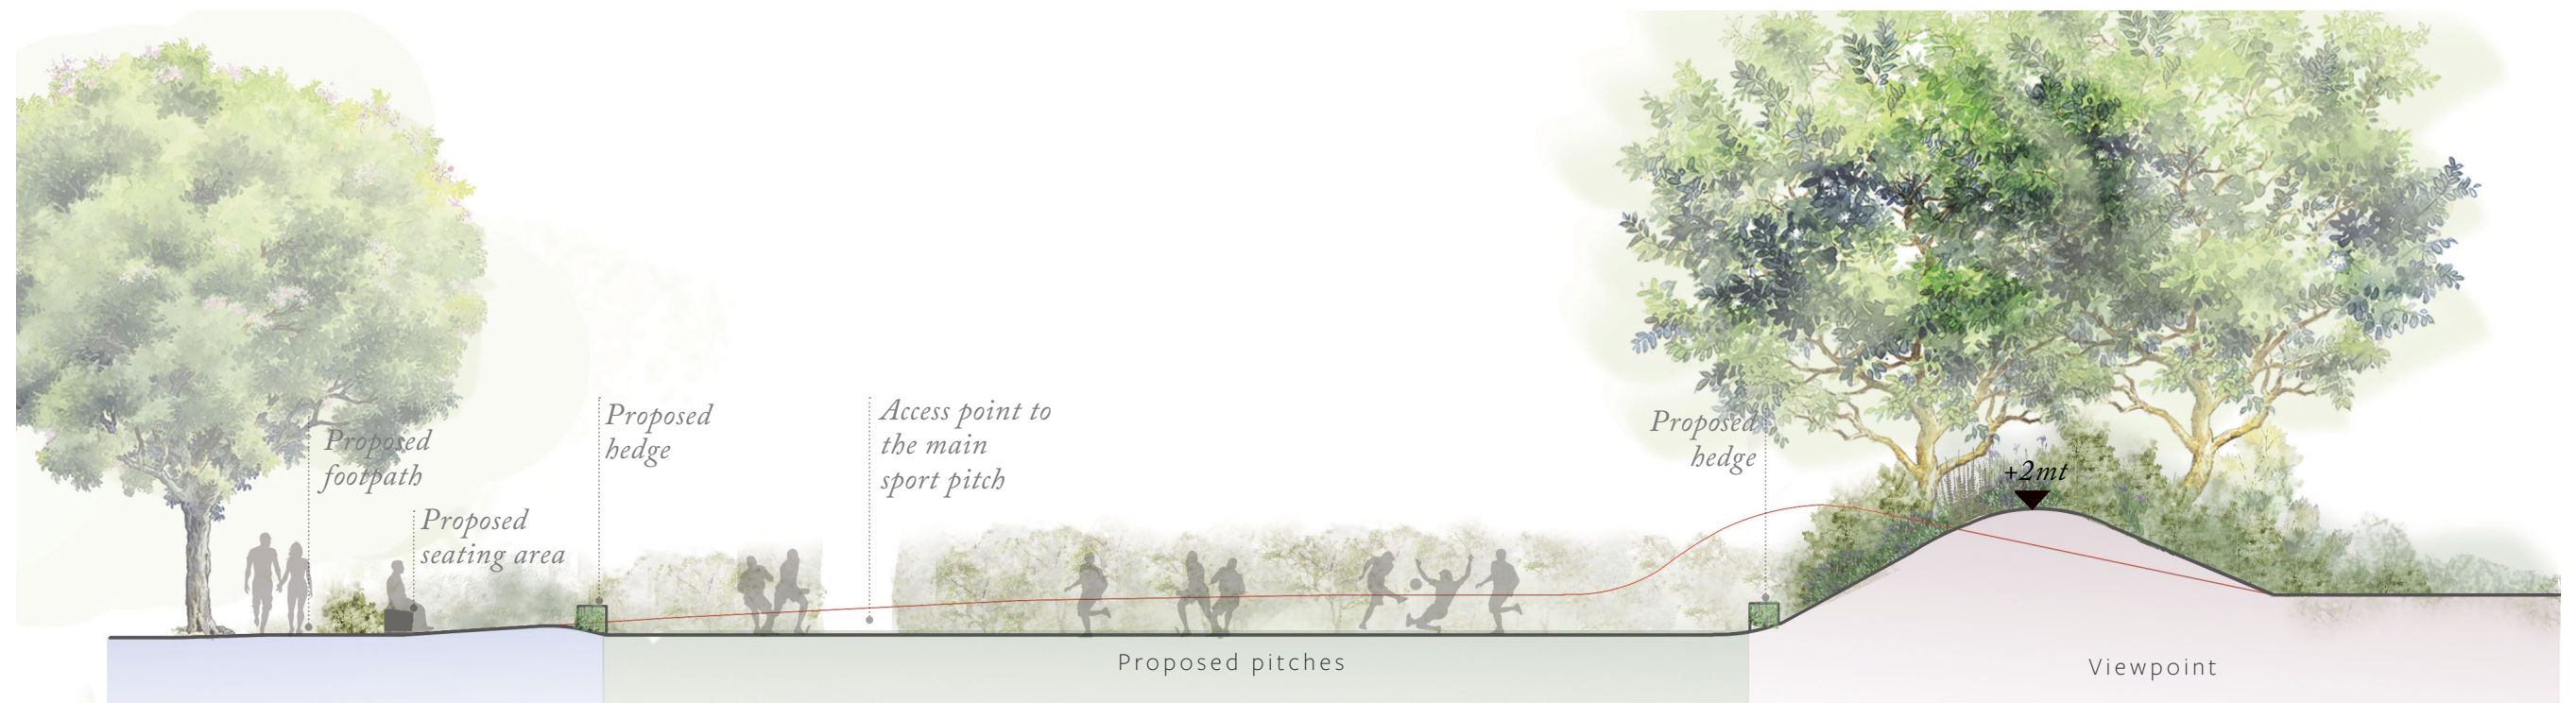 Proposed
footpath
Proposed
seating area
Proposed
hedge
Access point to
the main
sport pitch
Proposed
hedge
+2mt
Proposed pitches
Viewpoint